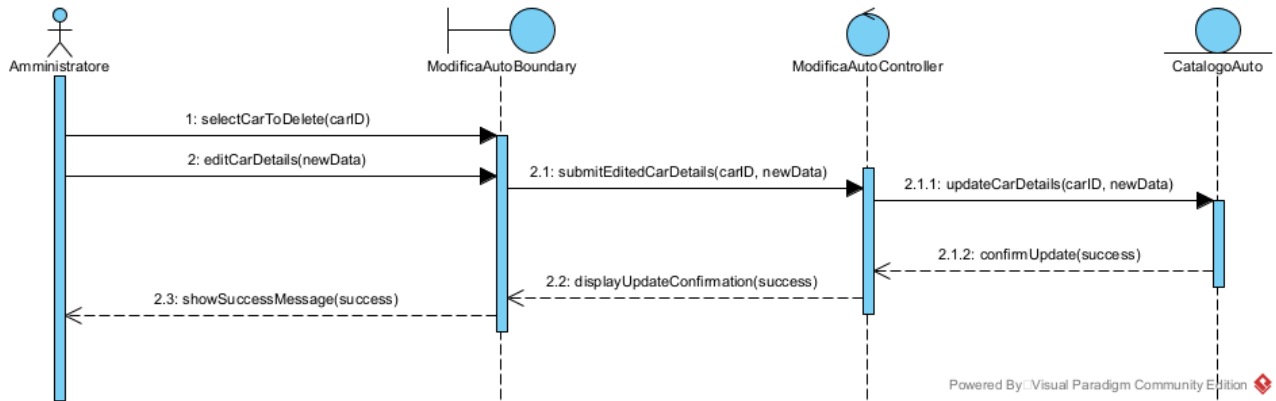 Amministratore
ModificaAutoBoundary
ModificaAutoController
CatalogoAuto
1: selectCarToDelete(carID)
2: editCarDetails(newData)
2.1: submitEditedCarDetails(carID, newData)
2.1.1: updateCarDetails(carID, newData)
2.1.2: confirmUpdate(success)
2.2: displayUpdateConfirmation(success)
2.3: showSuccessMessage(success)
Powered By Visual Paradigm Community Edition